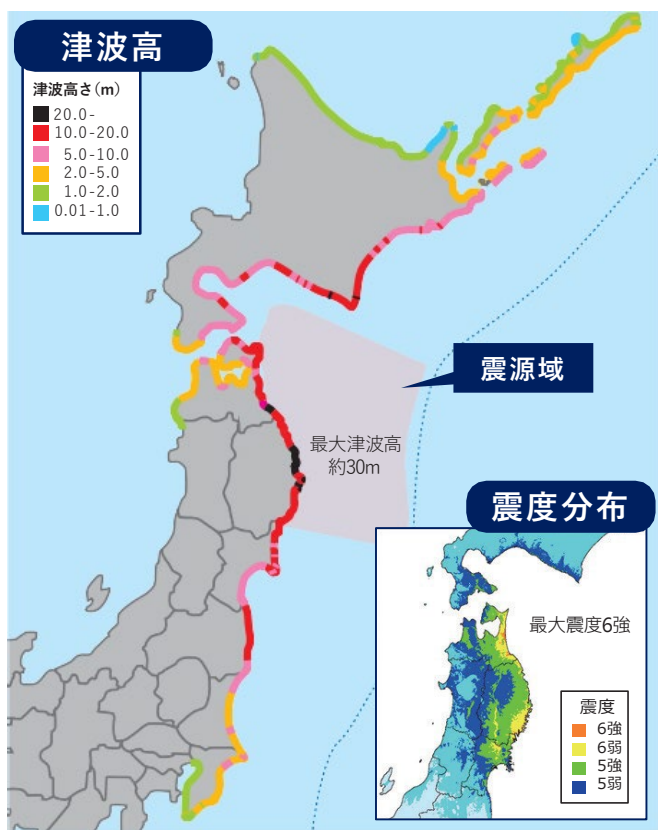 津波高
津波高さ(m)
20.0-
10.0-20.0
5.0-10.0
2.0-5.0
1.0-2.0
0.01-1.0
震源域
最大津波高
約30m
震度分布
最大震度6強
震度
6強
6弱
5強
5弱